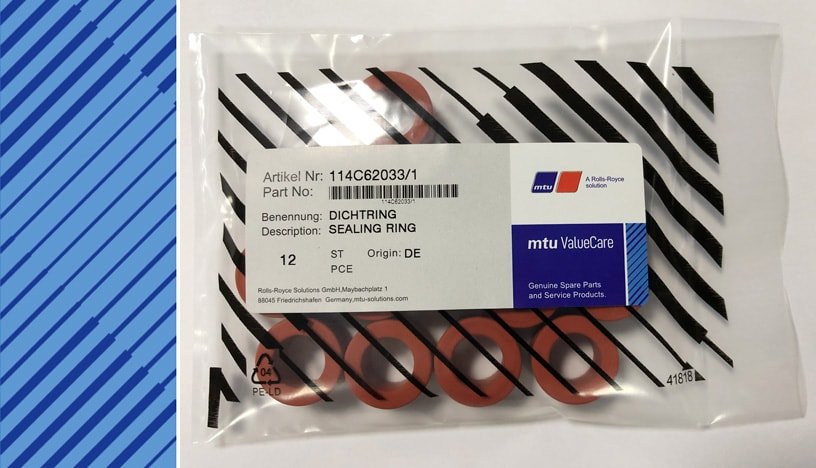 Artikel Nr: 114C62033/1
Part No:
114C62033/1
Benennung: DICHTRING
Description: SEALING RING
12 ST Origin: DE
PCE
Rolls-Royce Solutions GmbH,Maybachplatz 1
88045 Friedrichshafen Germany,mtu-solutions.com
mtu
A Rolls-Royce
solution
mtu ValueCare
Genuine Spare Parts
and Service Products.
04
PE-LD
41818